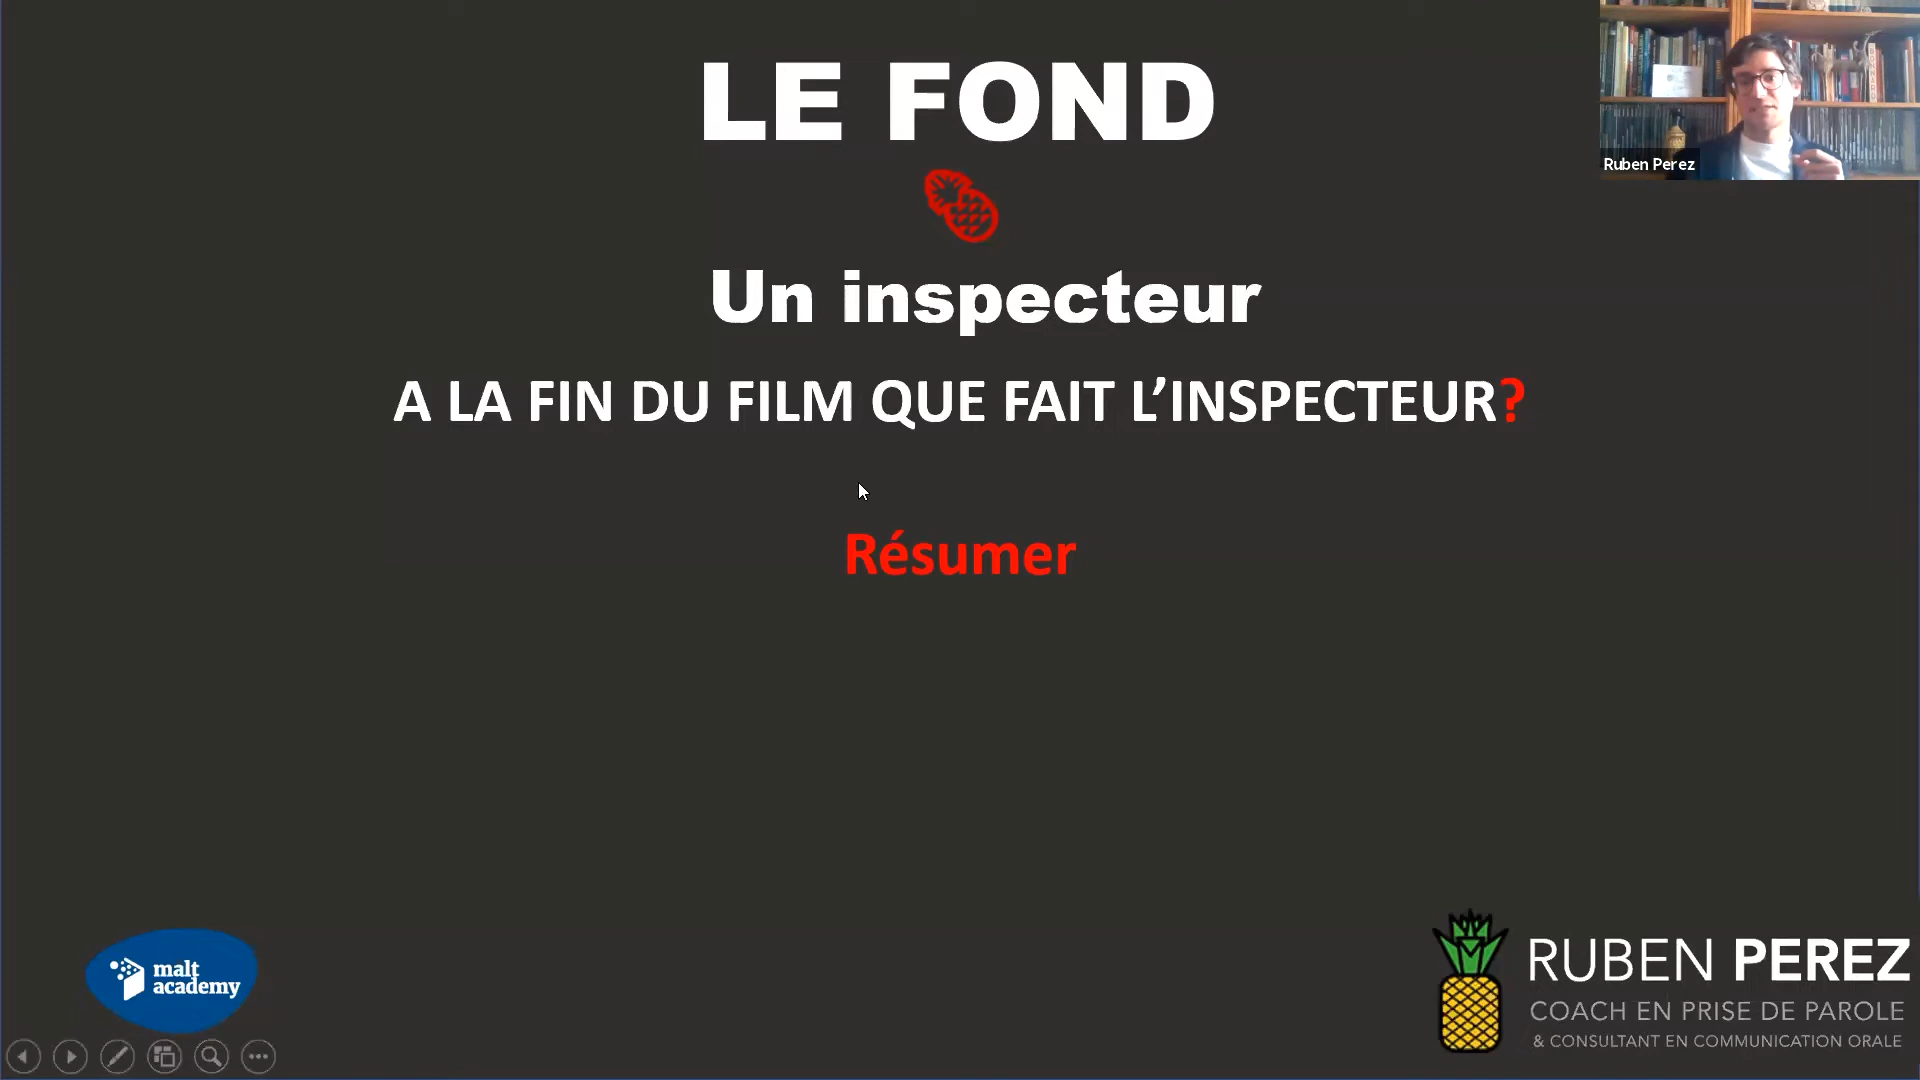 LE FOND
Ruben Perez
Un inspecteur
A LA FIN DU FILM QUE FAIT L’INSPECTEUR?
Résumer
malt
academy
RUBEN PEREZ
COACH EN PRISE DE PAROLE
& CONSULTANT EN COMMUNICATION ORALE